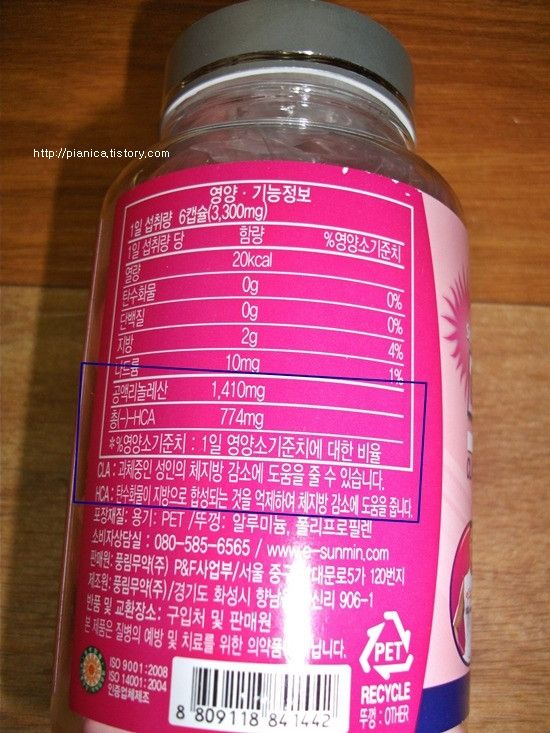 http://pianica.tistory.com
영양 · 기능정보
1일 섭취량 6캡슐(3,300mg)
1일 섭취량 당 함량 %영양소기준치
열량 20kcal
탄수화물 0g 0%
단백질 0g 0%
지방 2g 4%
나트륨 10mg 1%
공액리놀레산 1,410mg
총(-)-HCA 774mg
※%영양소기준치 : 1일 영양소기준치에 대한 비율
CLA : 과체중인 성인의 체지방 감소에 도움을 줄 수 있습니다.
HCA : 탄수화물이 지방으로 합성되는 것을 억제하여 체지방 감소에 도움을 줍니다.
포장재질: 용기: PET /뚜껑: 알루미늄, 폴리프로필렌
소비자상담실 : 080-585-6565 / www.e-sunmin.com
판매원: 풍림무약(주) P&F사업부/서울 중구 대문로5가 120번지
제조원: 풍림무약(주)/경기도 화성시 향남 신리 906-1
반품 및 교환장소: 구입처 및 판매원
본 제품은 질병의 예방 및 치료를 위한 의약품
ISO 9001:2008
ISO 14001:2004
인증업체제조
8 809118 841442
PET
RECYCLE
뚜껑 : OTHER